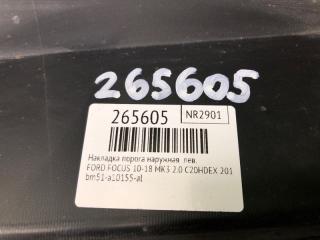 265605
265605 NR2901
Накладка порога наружная лев.
FORD FOCUS 10-18 MK3 2.0 C20HDEX 201
bm51-a10155-al